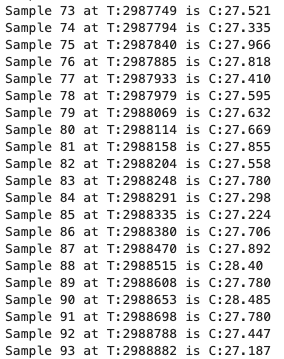 Sample 73 at T:2987749 is C:27.521
Sample 74 at T:2987794 is C:27.335
Sample 75 at T:2987840 is C:27.966
Sample 76 at T:2987885 is C:27.818
Sample 77 at T:2987933 is C:27.410
Sample 78 at T:2987979 is C:27.595
Sample 79 at T:2988069 is C:27.632
Sample 80 at T:2988114 is C:27.669
Sample 81 at T:2988158 is C:27.855
Sample 82 at T:2988204 is C:27.558
Sample 83 at T:2988248 is C:27.780
Sample 84 at T:2988291 is C:27.298
Sample 85 at T:2988335 is C:27.224
Sample 86 at T:2988380 is C:27.706
Sample 87 at T:2988470 is C:27.892
Sample 88 at T:2988515 is C:28.40
Sample 89 at T:2988608 is C:27.780
Sample 90 at T:2988653 is C:28.485
Sample 91 at T:2988698 is C:27.780
Sample 92 at T:2988788 is C:27.447
Sample 93 at T:2988882 is C:27.187